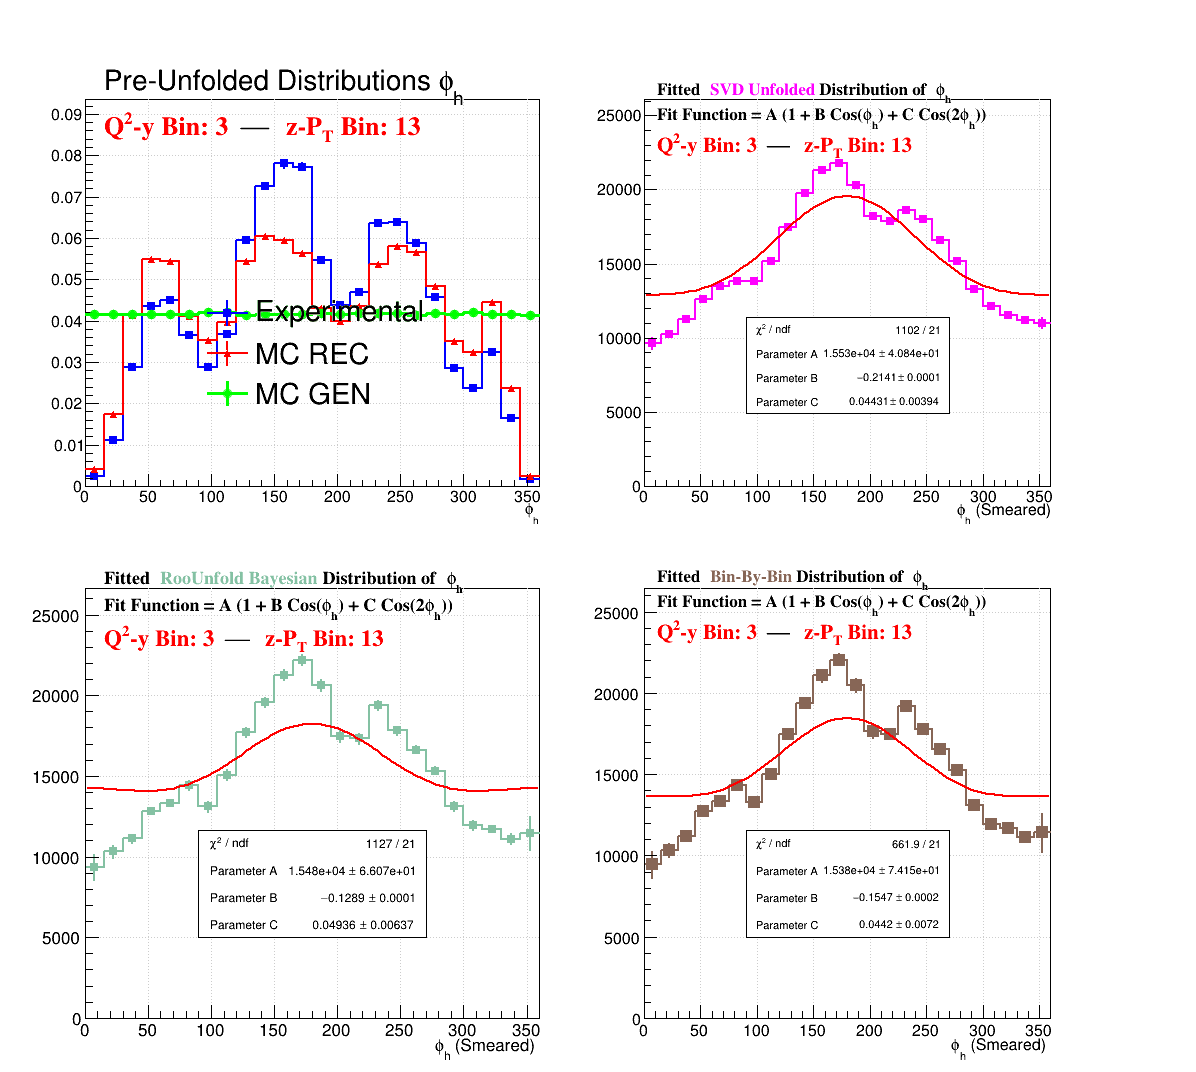 Pre-Unfolded Distributions ϕh
Q2-y Bin: 3 — z-PT Bin: 13
0.09
0.08
0.07
0.06
0.05
0.04
0.03
0.02
0.01
0
Experimental
MC REC
MC GEN
0 50 100 150 200 250 300 350
ϕh
Fitted SVD Unfolded Distribution of ϕh
Fit Function = A (1 + B Cos(ϕh) + C Cos(2ϕh))
Q2-y Bin: 3 — z-PT Bin: 13
25000
20000
15000
10000
5000
0
χ2 / ndf 1102 / 21
Parameter A 1.553e+04 ± 4.084e+01
Parameter B −0.2141 ± 0.0001
Parameter C 0.04431 ± 0.00394
0 50 100 150 200 250 300 350
ϕh (Smeared)
Fitted RooUnfold Bayesian Distribution of ϕh
Fit Function = A (1 + B Cos(ϕh) + C Cos(2ϕh))
Q2-y Bin: 3 — z-PT Bin: 13
25000
20000
15000
10000
5000
0
χ2 / ndf 1127 / 21
Parameter A 1.548e+04 ± 6.607e+01
Parameter B −0.1289 ± 0.0001
Parameter C 0.04936 ± 0.00637
0 50 100 150 200 250 300 350
ϕh (Smeared)
Fitted Bin-By-Bin Distribution of ϕh
Fit Function = A (1 + B Cos(ϕh) + C Cos(2ϕh))
Q2-y Bin: 3 — z-PT Bin: 13
25000
20000
15000
10000
5000
0
χ2 / ndf 661.9 / 21
Parameter A 1.538e+04 ± 7.415e+01
Parameter B −0.1547 ± 0.0002
Parameter C 0.0442 ± 0.0072
0 50 100 150 200 250 300 350
ϕh (Smeared)